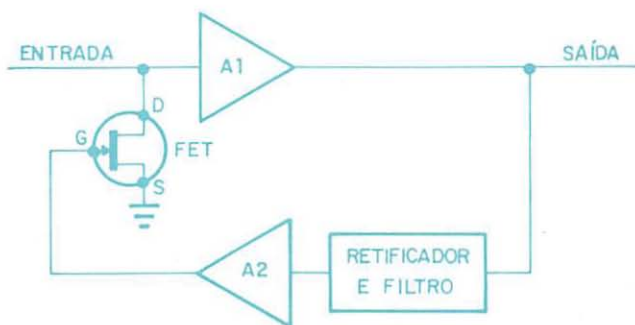 ENTRADA
A1
SAÍDA
D
G
FET
S
A2
RETIFICADOR
E FILTRO